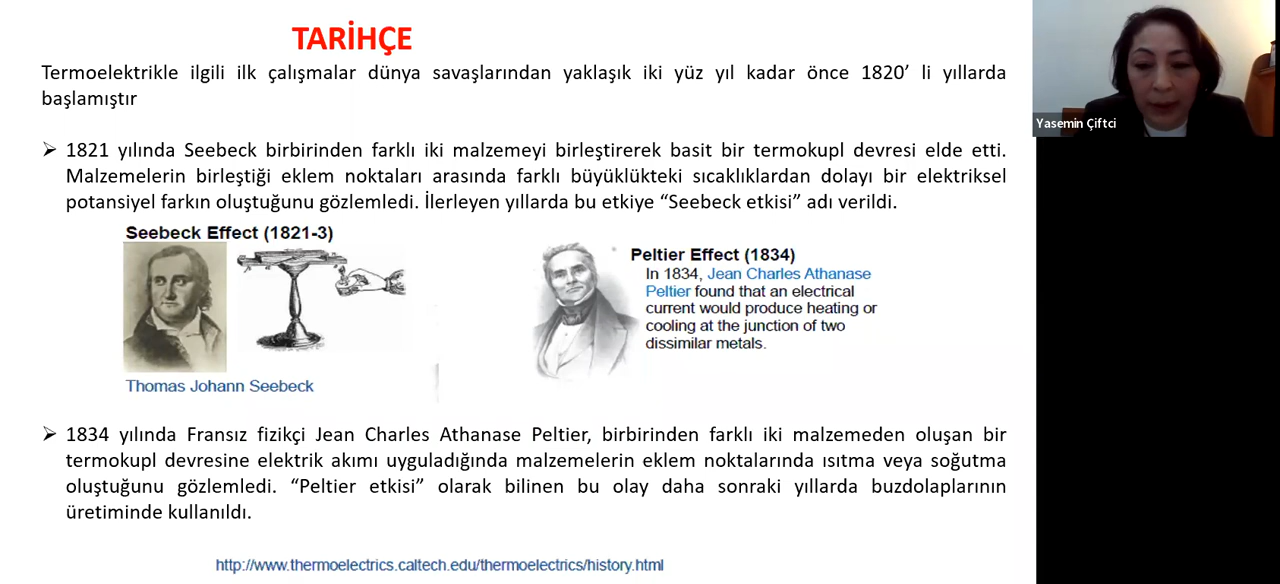 TARİHÇE
Termoelektrikle ilgili ilk çalışmalar dünya savaşlarından yaklaşık iki yüz yıl kadar önce 1820’ li yıllarda
başlamıştır
➢ 1821 yılında Seebeck birbirinden farklı iki malzemeyi birleştirerek basit bir termokupl devresi elde etti.
Malzemelerin birleştiği eklem noktaları arasında farklı büyüklükteki sıcaklıklardan dolayı bir elektriksel
potansiyel farkın oluştuğunu gözlemledi. İlerleyen yıllarda bu etkiye “Seebeck etkisi” adı verildi.
Seebeck Effect (1821-3)
Thomas Johann Seebeck
Peltier Effect (1834)
In 1834, Jean Charles Athanase
Peltier found that an electrical
current would produce heating or
cooling at the junction of two
dissimilar metals.
➢ 1834 yılında Fransız fizikçi Jean Charles Athanase Peltier, birbirinden farklı iki malzemeden oluşan bir
termokupl devresine elektrik akımı uyguladığında malzemelerin eklem noktalarında ısıtma veya soğutma
oluştuğunu gözlemledi. “Peltier etkisi” olarak bilinen bu olay daha sonraki yıllarda buzdolaplarının
üretiminde kullanıldı.
http://www.thermoelectrics.caltech.edu/thermoelectrics/history.html
Yasemin Çiftci